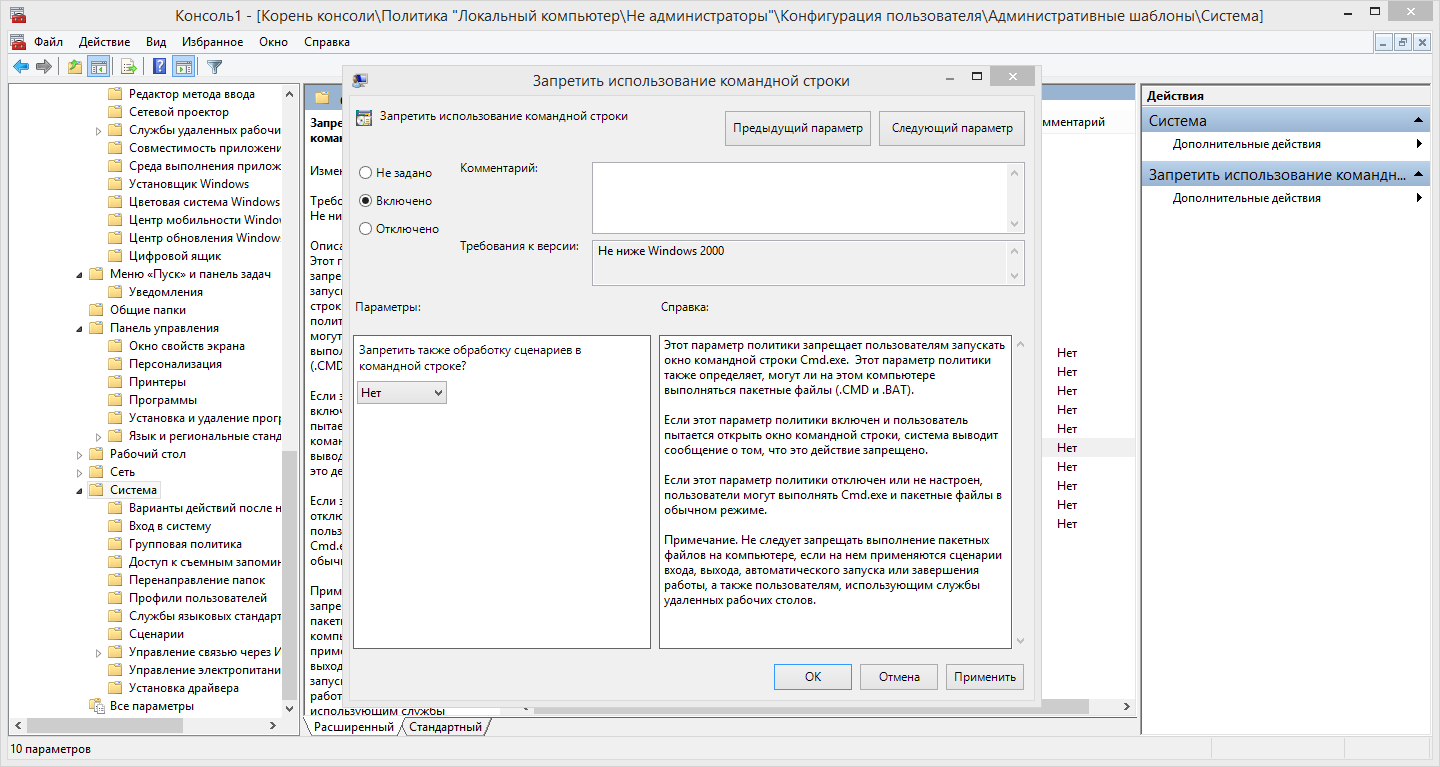 Консоль1 - [Корень консоли\Политика "Локальный компьютер\Не администраторы"\Конфигурация пользователя\Административные шаблоны\Система]
Файл Действие Вид Избранное Окно Справка
Редактор метода ввода
Сетевой проектор
Службы удаленных рабочи
Совместимость приложени
Среда выполнения прилож
Установщик Windows
Цветовая система Windows
Центр мобильности Windov
Центр обновления Window:
Цифровой ящик
Меню «Пуск» и панель задач
Уведомления
Общие папки
Панель управления
Окно свойств экрана
Персонализация
Принтеры
Программы
Установка и удаление прогр
Язык и региональные станд
Рабочий стол
Сеть
Система
Варианты действий после н
Вход в систему
Групповая политика
Доступ к съемным запомин
Перенаправление папок
Профили пользователей
Службы языковых стандарт
Сценарии
Управление связью через И
Управление электропитани
Установка драйвера
Все параметры
Запре
кома
Измен
Требо
Не ни
Описа
Этот п
запре
запус
строк
полит
могут
выпол
(.CMD
Если э
включ
пытае
коман
вывод
это де
Если э
отклю
польз
Cmd.e
обычн
Прим
запре
пакет
компь
приме
выход
запус
работ
использующим службы
Расширенный Стандартный
Запретить использование командной строки
Запретить использование командной строки
Предыдущий параметр Следующий параметр
Не задано
Включено
Отключено
Комментарий:
Требования к версии:
Не ниже Windows 2000
Параметры:
Справка:
Запретить также обработку сценариев в
командной строке?
Нет
Этот параметр политики запрещает пользователям запускать
окно командной строки Cmd.exe. Этот параметр политики
также определяет, могут ли на этом компьютере
выполняться пакетные файлы (.CMD и .BAT).
Если этот параметр политики включен и пользователь
пытается открыть окно командной строки, система выводит
сообщение о том, что это действие запрещено.
Если этот параметр политики отключен или не настроен,
пользователи могут выполнять Cmd.exe и пакетные файлы в
обычном режиме.
Примечание. Не следует запрещать выполнение пакетных
файлов на компьютере, если на нем применяются сценарии
входа, выхода, автоматического запуска или завершения
работы, а также пользователям, использующим службы
удаленных рабочих столов.
ОК Отмена Применить
мментарий
Нет
Нет
Нет
Нет
Нет
Нет
Нет
Нет
Нет
Нет
Действия
Система
Дополнительные действия
Запретить использование командн...
Дополнительные действия
10 параметров